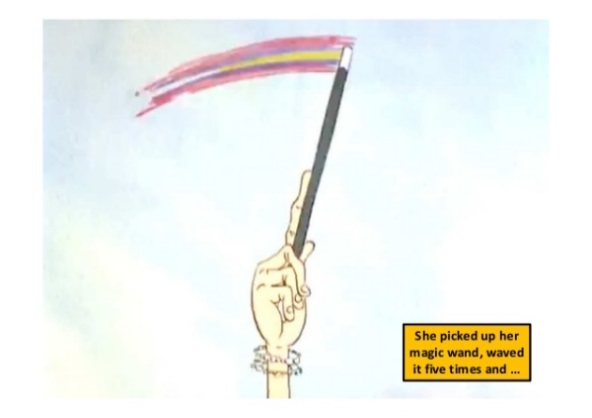 She picked up her
magic wand, waved
it five times and ...